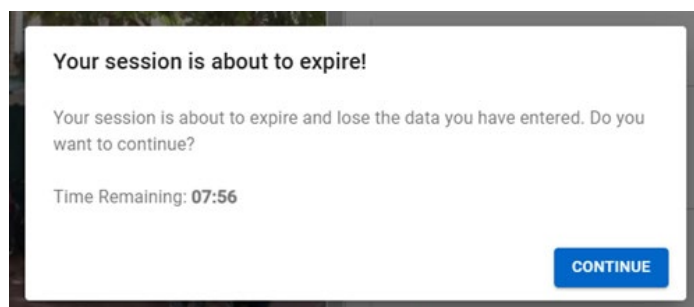 Your session is about to expire!
Your session is about to expire and lose the data you have entered. Do you
want to continue?
Time Remaining: 07:56
CONTINUE